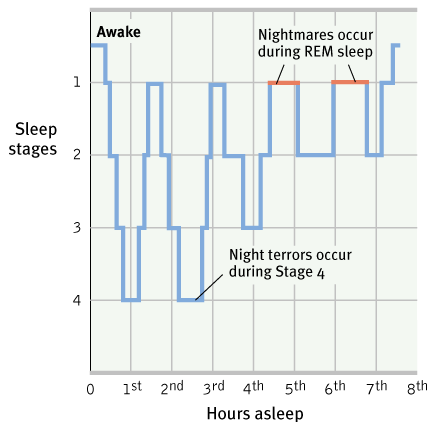 Awake
Nightmares occur
during REM sleep
1
Sleep
stages
2
3
Night terrors occur
during Stage 4
4
0 1st 2nd 3rd 4th 5th 6th 7th 8th
Hours asleep